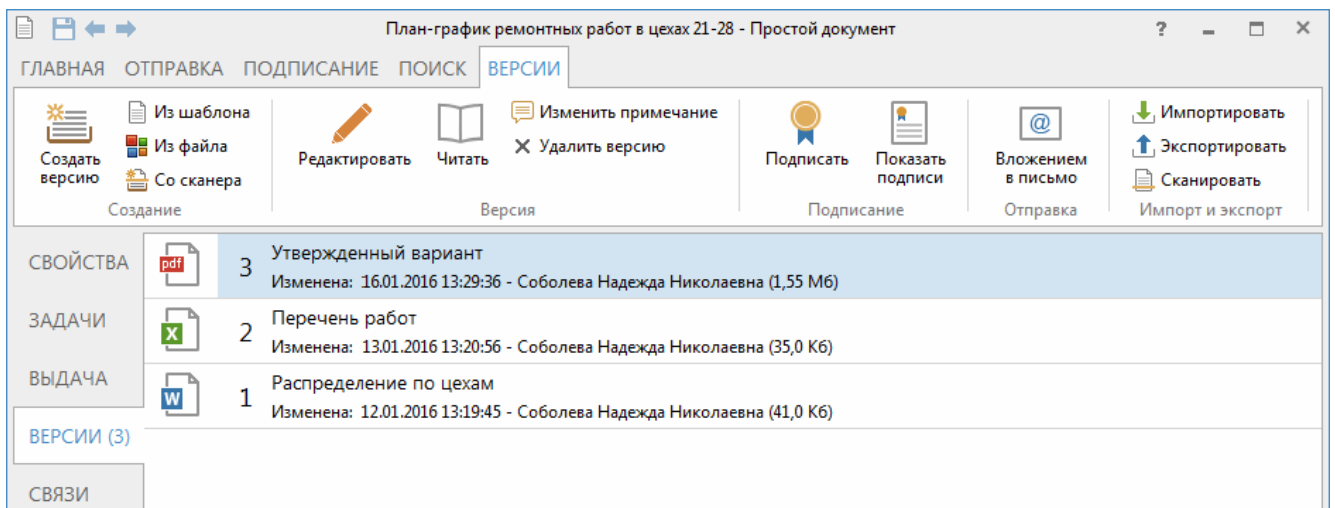 План-график ремонтных работ в цехах 21-28 - Простой документ
?
ГЛАВНАЯ ОТПРАВКА ПОДПИСАНИЕ ПОИСК ВЕРСИИ
Создать версию
Из шаблона
Из файла
Со сканера
Создание
Редактировать
Читать
Изменить примечание
Удалить версию
Версия
Подписать
Показать подписи
Подписание
@
Вложением в письмо
Отправка
Импортировать
Экспортировать
Сканировать
Импорт и экспорт
СВОЙСТВА
ЗАДАЧИ
ВЫДАЧА
ВЕРСИИ (3)
СВЯЗИ
pdf
3
Утвержденный вариант
Изменена: 16.01.2016 13:29:36 - Соболева Надежда Николаевна (1,55 Мб)
X
2
Перечень работ
Изменена: 13.01.2016 13:20:56 - Соболева Надежда Николаевна (35,0 Кб)
W
1
Распределение по цехам
Изменена: 12.01.2016 13:19:45 - Соболева Надежда Николаевна (41,0 Кб)